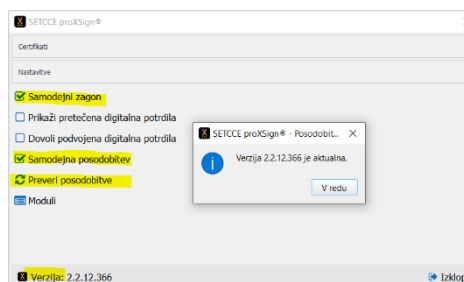 SETCCE proXSign®
Certifikati
Nastavitve
Samodejni zagon
Prikaži pretečena digitalna potrdila
Dovoli podvojena digitalna potrdila
Samodejna posodobitev
Preveri posodobitve
Moduli
SETCCE proXSign® - Posodobit...
Verzija 2.2.12.366 je aktualna.
V redu
Verzija: 2.2.12.366
Izklop